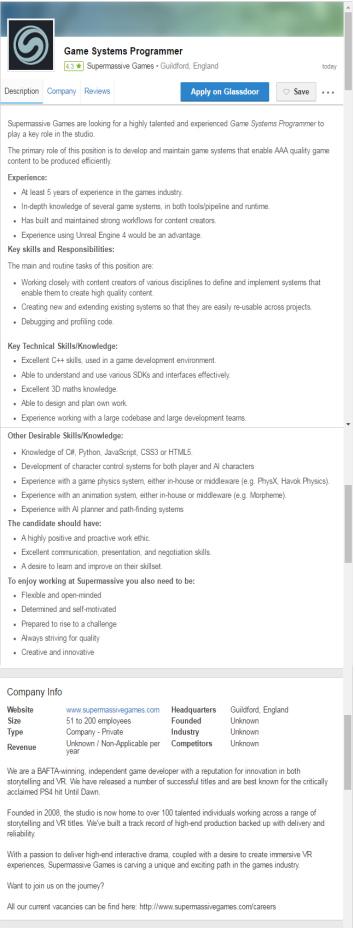 Game Systems Programmer
4.3 ★ Supermassive Games • Guildford, England
today
Description Company Reviews Apply on Glassdoor Save
Supermassive Games are looking for a highly talented and experienced Game Systems Programmer to
play a key role in the studio.
The primary role of this position is to develop and maintain game systems that enable AAA quality game
content to be produced efficiently.
Experience:
• At least 5 years of experience in the games industry.
• In-depth knowledge of several game systems, in both tools/pipeline and runtime.
• Has built and maintained strong workflows for content creators.
• Experience using Unreal Engine 4 would be an advantage.
Key skills and Responsibilities:
The main and routine tasks of this position are:
• Working closely with content creators of various disciplines to define and implement systems that
enable them to create high quality content.
• Creating new and extending existing systems so that they are easily re-usable across projects.
• Debugging and profiling code.
Key Technical Skills/Knowledge:
• Excellent C++ skills, used in a game development environment.
• Able to understand and use various SDKs and interfaces effectively.
• Excellent 3D maths knowledge.
• Able to design and plan own work.
• Experience working with a large codebase and large development teams.
Other Desirable Skills/Knowledge:
• Knowledge of C#, Python, JavaScript, CSS3 or HTML5.
• Development of character control systems for both player and AI characters
• Experience with a game physics system, either in-house or middleware (e.g. PhysX, Havok Physics).
• Experience with an animation system, either in-house or middleware (e.g. Morpheme).
• Experience with AI planner and path-finding systems
The candidate should have:
• A highly positive and proactive work ethic.
• Excellent communication, presentation, and negotiation skills.
• A desire to learn and improve on their skillset.
To enjoy working at Supermassive you also need to be:
• Flexible and open-minded
• Determined and self-motivated
• Prepared to rise to a challenge
• Always striving for quality
• Creative and innovative
Company Info
Website www.supermassivegames.com Headquarters Guildford, England
Size 51 to 200 employees Founded Unknown
Type Company - Private Industry Unknown
Revenue Unknown / Non-Applicable per year Competitors Unknown
We are a BAFTA-winning, independent game developer with a reputation for innovation in both
storytelling and VR. We have released a number of successful titles and are best known for the critically
acclaimed PS4 hit Until Dawn.
Founded in 2008, the studio is now home to over 100 talented individuals working across a range of
storytelling and VR titles. We've built a track record of high-end production backed up with delivery and
reliability.
With a passion to deliver high-end interactive drama, coupled with a desire to create immersive VR
experiences, Supermassive Games is carving a unique and exciting path in the games industry.
Want to join us on the journey?
All our current vacancies can be found here: http://www.supermassivegames.com/careers